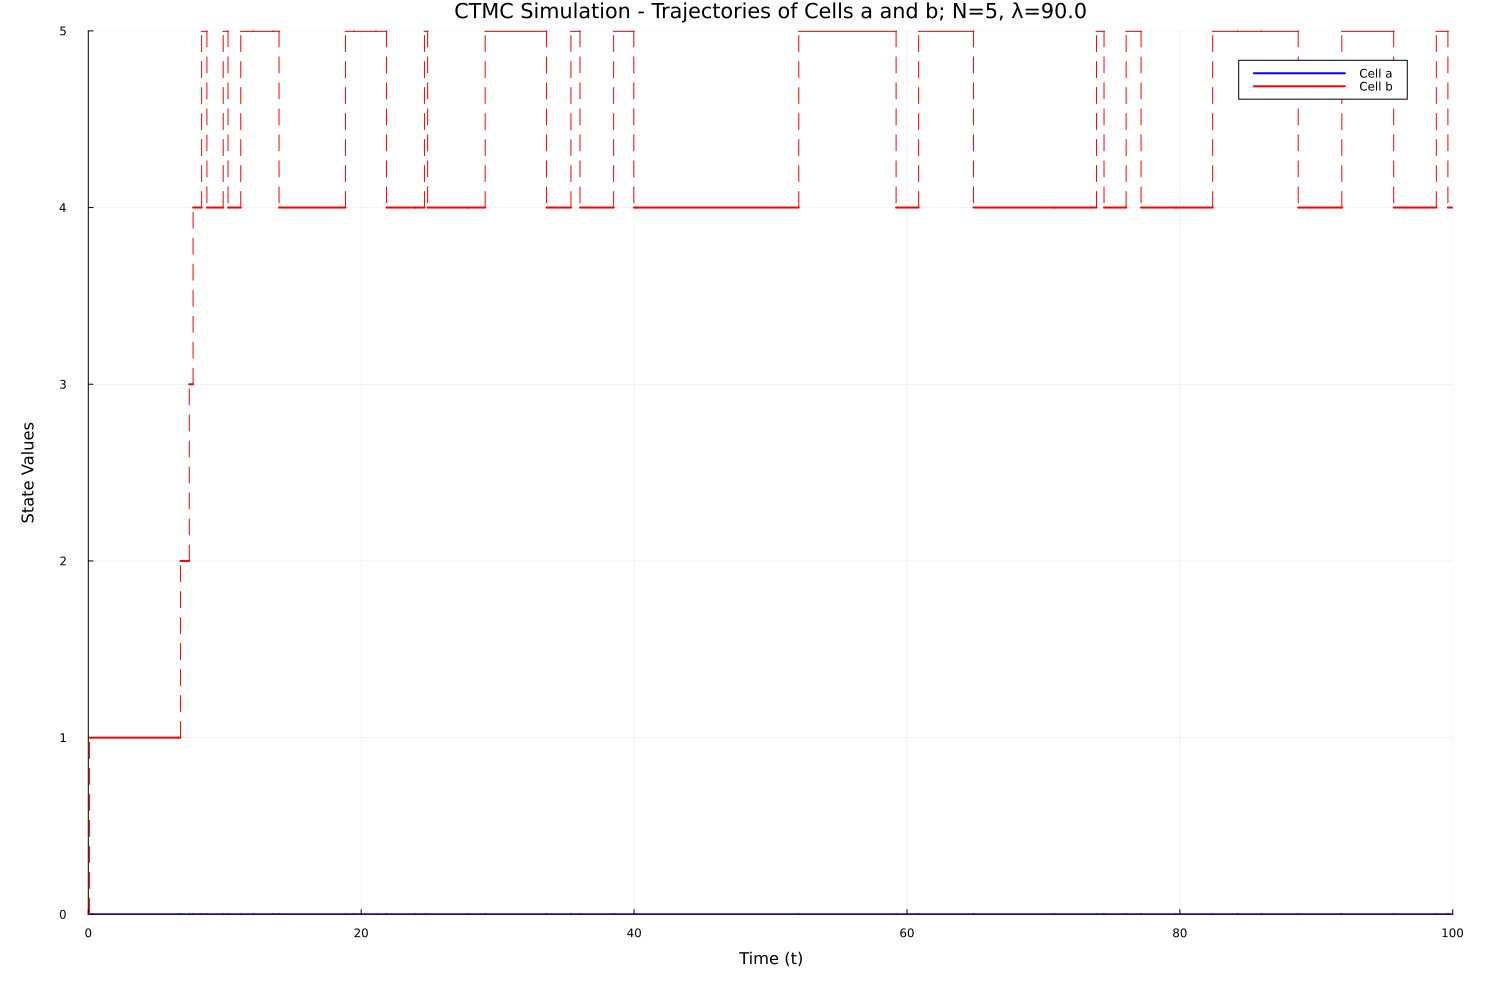 CTMC Simulation - Trajectories of Cells a and b; N=5, λ=90.0
5
Cell a
Cell b
4
3
State Values
2
1
0
0 20 40 60 80 100
Time (t)